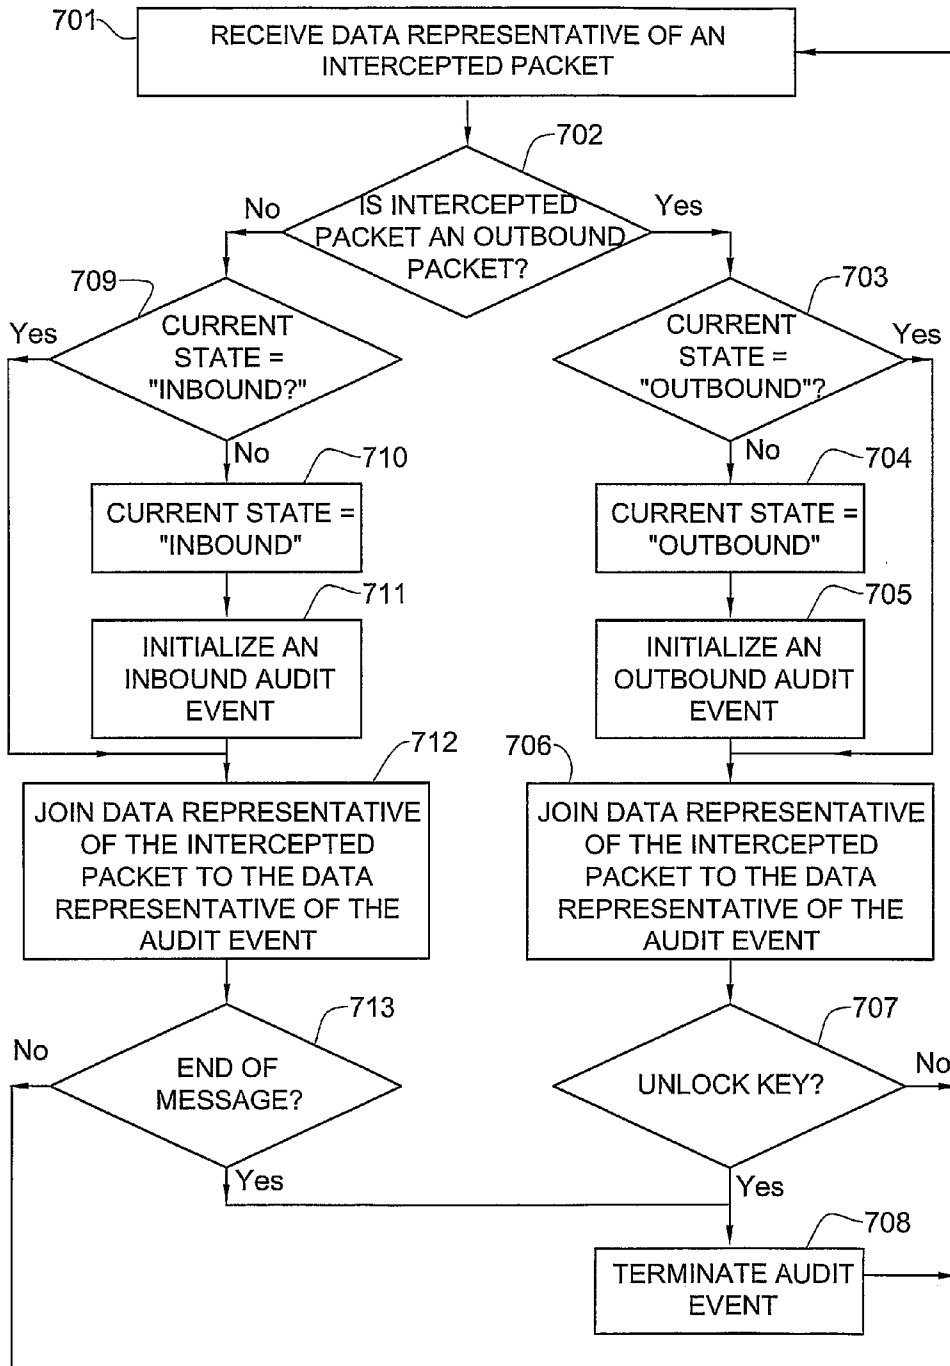 701
RECEIVE DATA REPRESENTATIVE OF AN
INTERCEPTED PACKET
702
No
IS INTERCEPTED
PACKET AN OUTBOUND
PACKET?
Yes
709
Yes
CURRENT
STATE =
"INBOUND?"
No
703
CURRENT
STATE =
"OUTBOUND"?
Yes
No
710
CURRENT STATE =
"INBOUND"
704
CURRENT STATE =
"OUTBOUND"
711
INITIALIZE AN
INBOUND AUDIT
EVENT
705
INITIALIZE AN
OUTBOUND AUDIT
EVENT
712
JOIN DATA REPRESENTATIVE
OF THE INTERCEPTED
PACKET TO THE DATA
REPRESENTATIVE OF THE
AUDIT EVENT
706
JOIN DATA REPRESENTATIVE
OF THE INTERCEPTED
PACKET TO THE DATA
REPRESENTATIVE OF THE
AUDIT EVENT
713
No
END OF
MESSAGE?
Yes
707
UNLOCK KEY?
No
Yes
708
TERMINATE AUDIT
EVENT